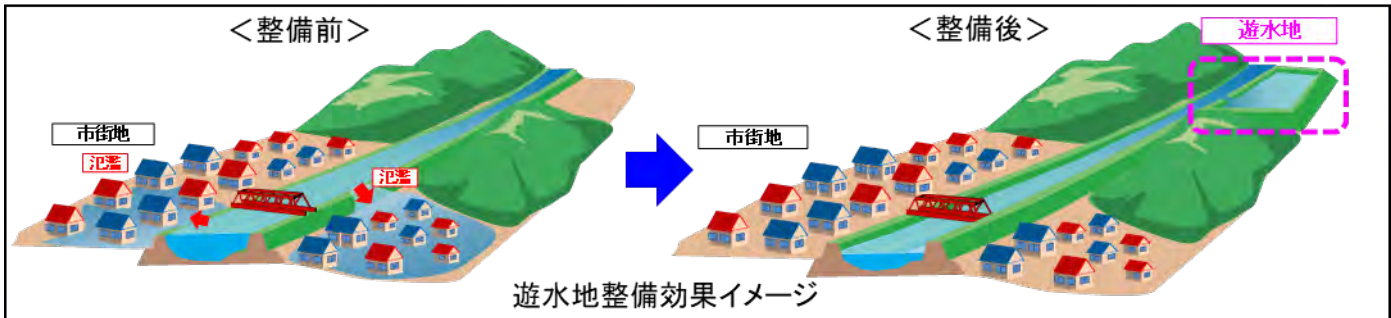 ＜整備前＞
市街地
氾濫
氾濫
＜整備後＞
遊水地
市街地
遊水地整備効果イメージ